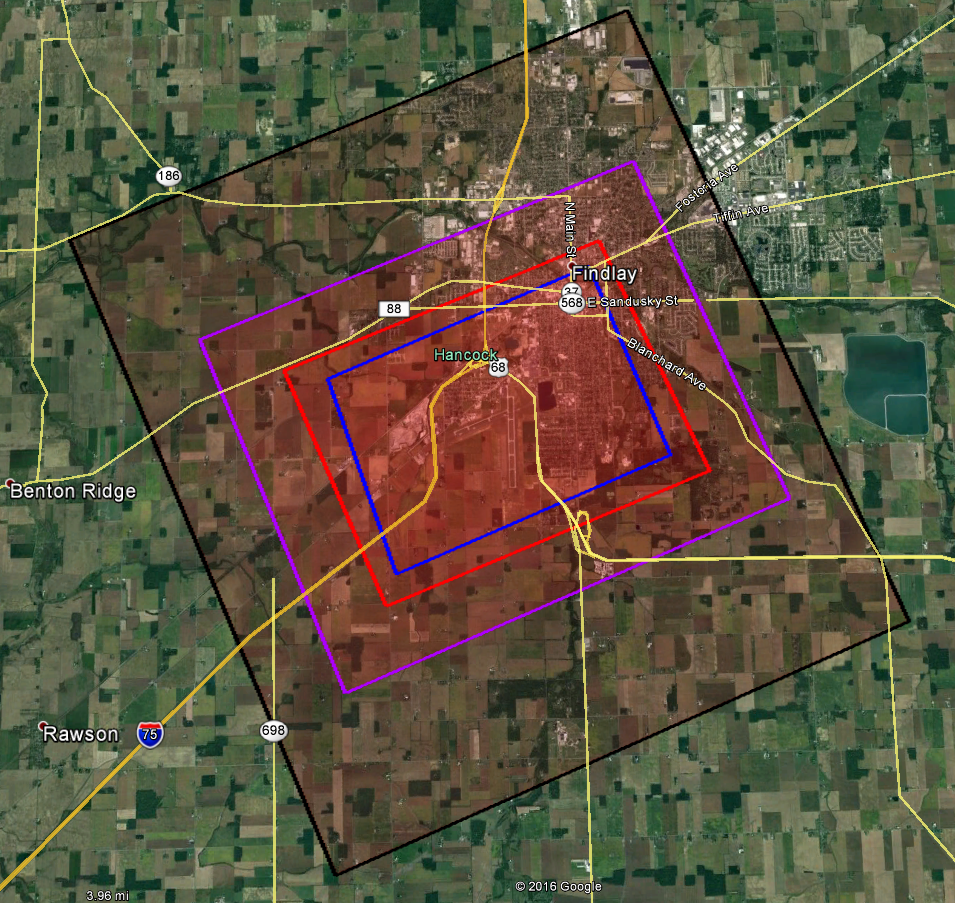 186
Fostoria Ave
Tiffin Ave
N Main St
Findlay
37
568
E Sandusky St
88
Hancock
68
Blanchard Ave
Benton Ridge
Rawson
75
698
3.96 mi
© 2016 Google